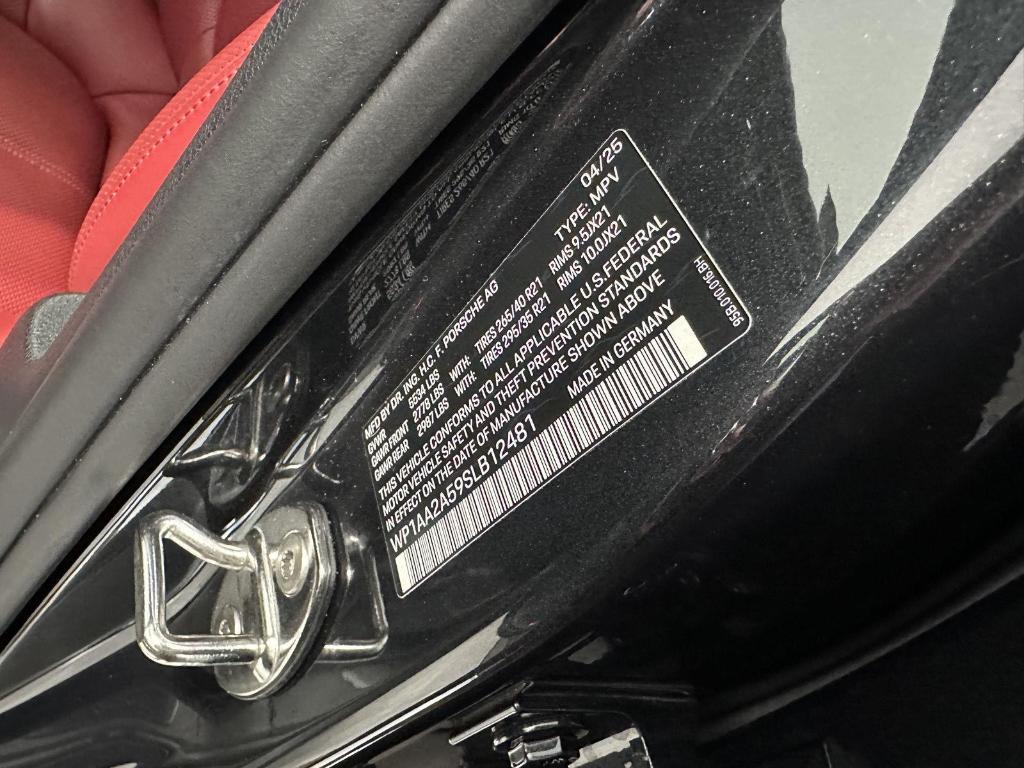 04/25
MFD BY DR. ING. H.C. F. PORSCHE AG TYPE: MPV
GVWR 5534 LBS
GAWR FRONT 2778 LBS WITH: TIRES 265/40 R21 RIMS 9.5JX21
GAWR REAR 2987 LBS WITH: TIRES 295/35 R21 RIMS 10.0JX21
THIS VEHICLE CONFORMS TO ALL APPLICABLE U.S. FEDERAL
MOTOR VEHICLE SAFETY AND THEFT PREVENTION STANDARDS
IN EFFECT ON THE DATE OF MANUFACTURE SHOWN ABOVE
WP1AA2A59SLB12481 MADE IN GERMANY
95B.010.016.BH